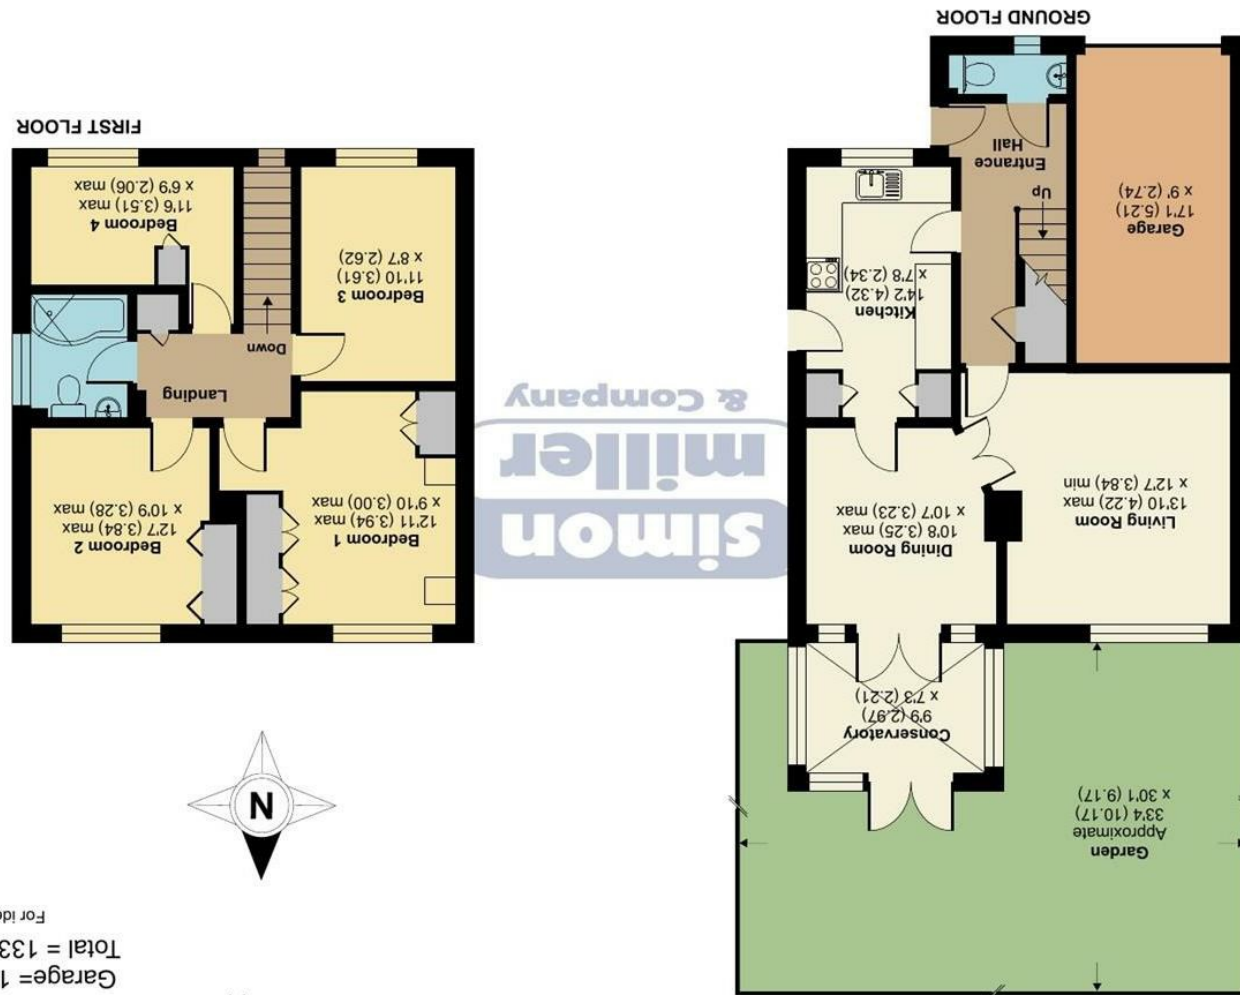 Garage= 1
Total = 133
For ide
Garden
Approximate
33'4 (10.17)
x 30'1 (9.17)
N
Conservatory
9'9 (2.97)
x 7'3 (2.21)
Living Room
13'10 (4.22) max
x 12'7 (3.84) min
Dining Room
10'8 (3.25) max
x 10'7 (3.23) max
Kitchen
14'2 (4.32)
x 7'8 (2.34)
Garage
17'1 (5.21)
x 9' (2.74)
Up
Entrance
Hall
GROUND FLOOR
simon
miller
& Company
Bedroom 1
12'11 (3.94) max
x 9'10 (3.00) max
Bedroom 2
12'7 (3.84) max
x 10'9 (3.28) max
Landing
Down
Bedroom 3
11'10 (3.61)
x 8'7 (2.62)
Bedroom 4
11'6 (3.51) max
x 6'9 (2.06) max
FIRST FLOOR